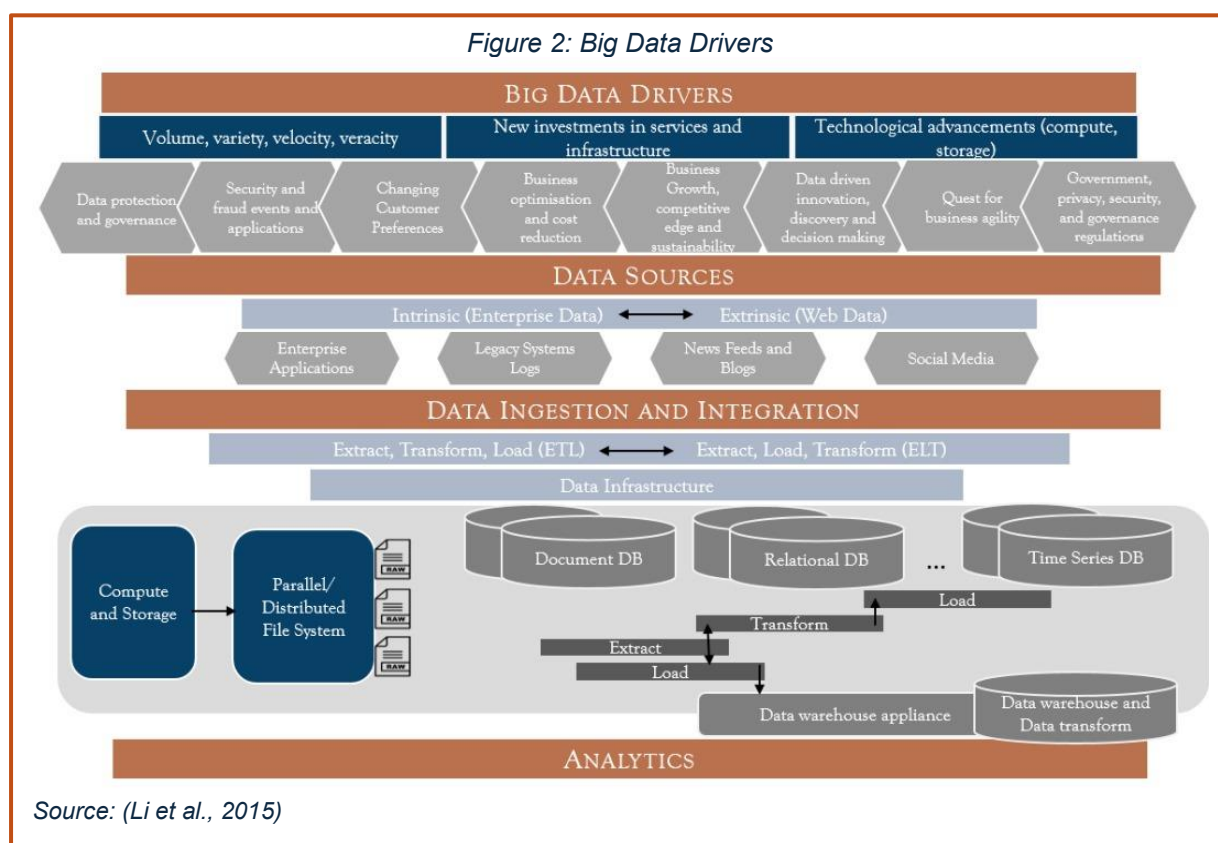 Figure 2: Big Data Drivers
BIG DATA DRIVERS
Volume, variety, velocity, veracity
New investments in services and
infrastructure
Technological advancements (compute,
storage)
Data protection
and governance
Security and
fraud events and
applications
Changing
Customer
Preferences
Business
optimisation
and cost
reduction
Business
Growth,
competitive
edge and
sustainability
Data driven
innovation,
discovery and
decision making
Quest for
business agility
Government,
privacy, security,
and governance
regulations
DATA SOURCES
Intrinsic (Enterprise Data)
Extrinsic (Web Data)
Enterprise
Applications
Legacy Systems
Logs
News Feeds and
Blogs
Social Media
DATA INGESTION AND INTEGRATION
Extract, Transform, Load (ETL)
Extract, Load, Transform (ELT)
Data Infrastructure
Compute
and Storage
Parallel/
Distributed
File System
RAW
RAW
RAW
Document DB
Relational DB
...
Time Series DB
Load
Transform
Extract
Load
Data warehouse appliance
Data warehouse and
Data transform
ANALYTICS
Source: (Li et al., 2015)